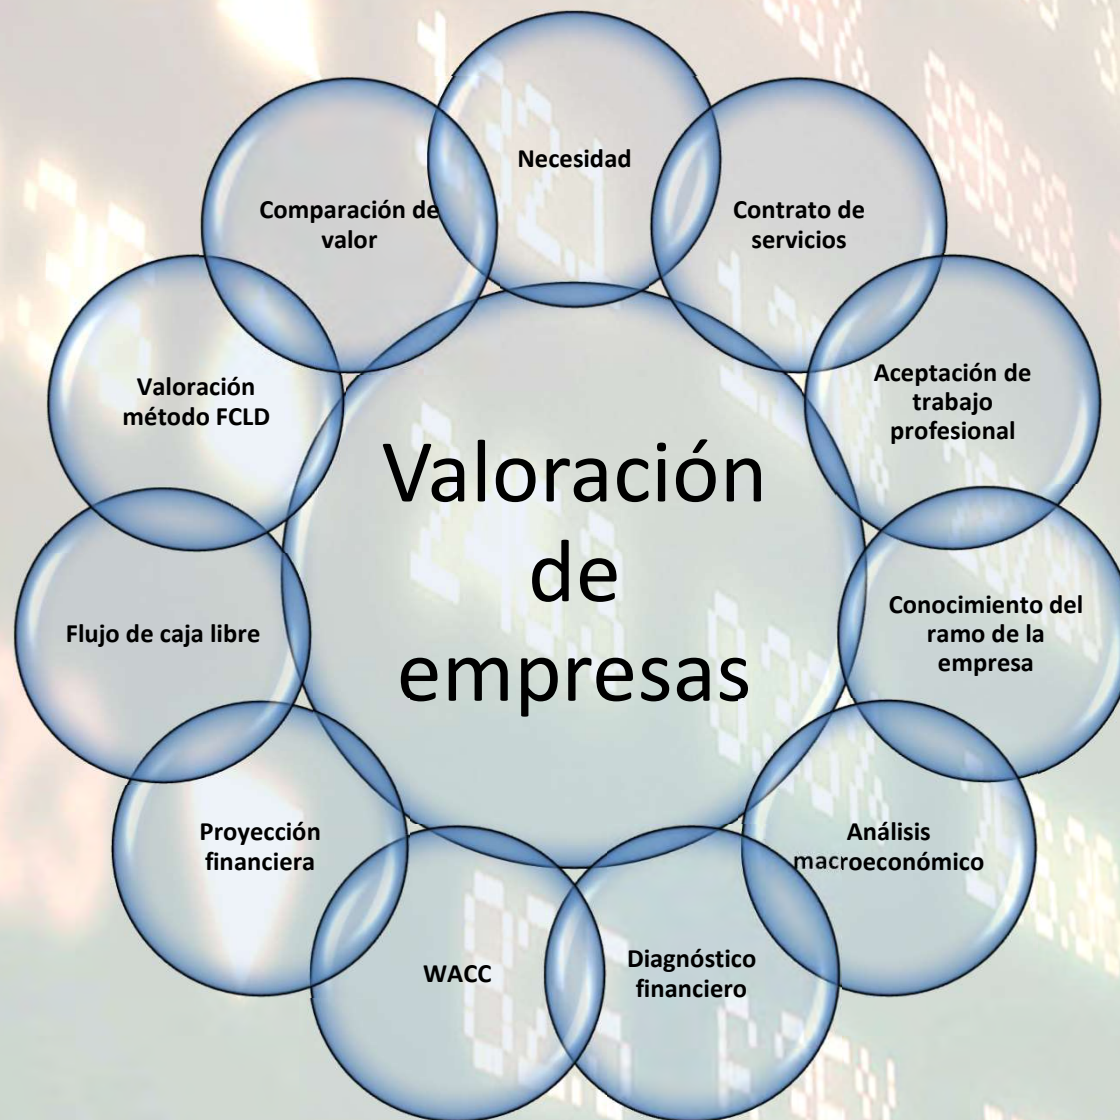 Necesidad
Contrato de
servicios
Aceptación de
trabajo
profesional
Conocimiento del
ramo de la
empresa
Análisis
macroeconómico
Diagnóstico
financiero
WACC
Proyección
financiera
Flujo de caja libre
Valoración
método FCLD
Comparación de
valor
Valoración
de
empresas